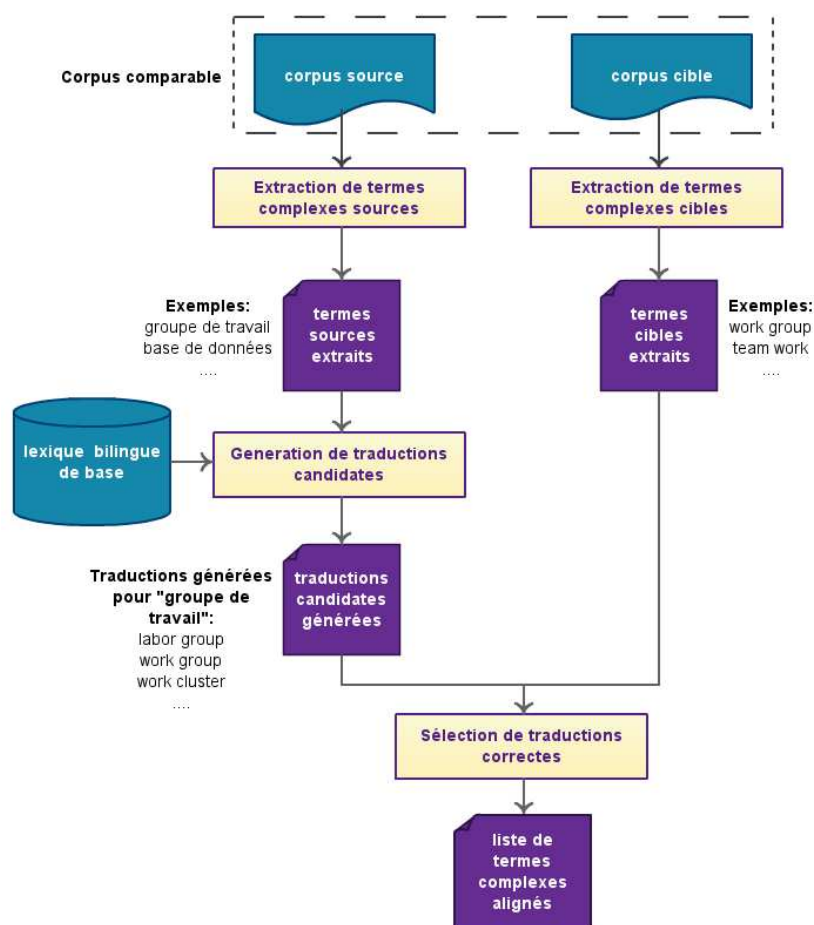 Corpus comparable
corpus source
corpus cible
Extraction de termes
complexes sources
Extraction de termes
complexes cibles
Exemples:
groupe de travail
base de données
....
termes
sources
extraits
termes
cibles
extraits
Exemples:
work group
team work
....
lexique bilingue
de base
Generation de traductions
candidates
Traductions générées
pour "groupe de
travail":
labor group
work group
work cluster
....
traductions
candidates
générées
Sélection de traductions
correctes
liste de
termes
complexes
alignés